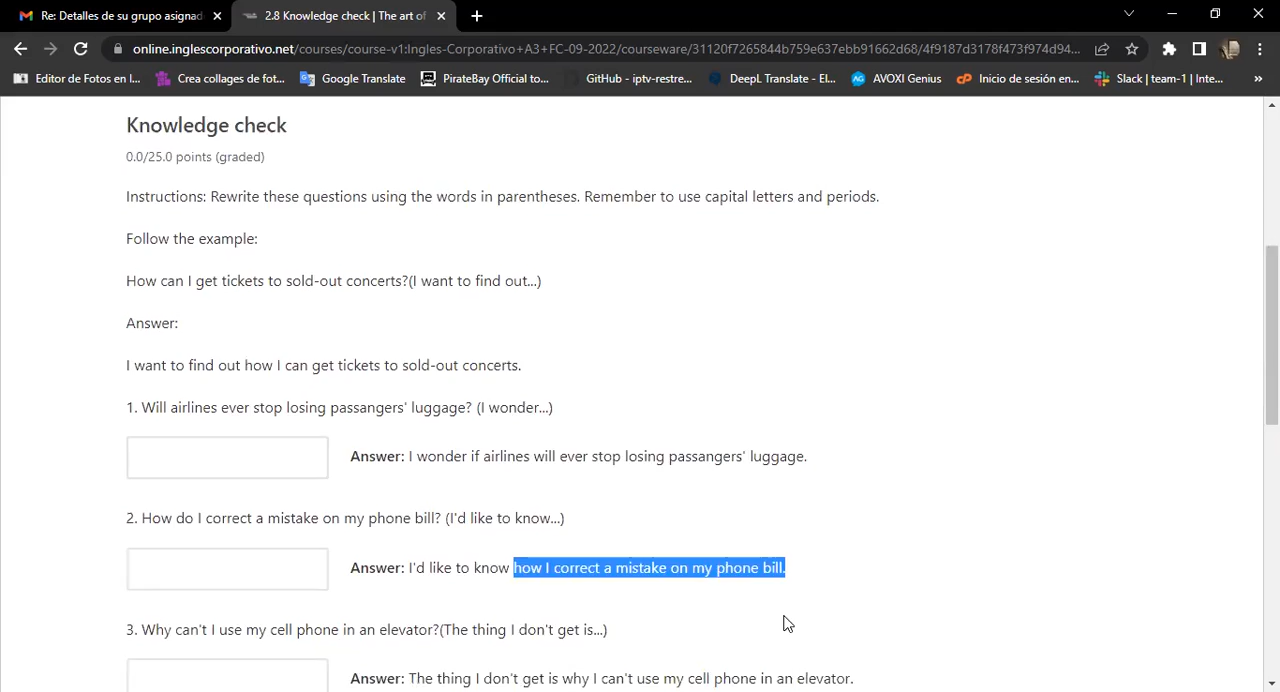 Re: Detalles de su grupo asignad
2.8 Knowledge check | The art of
online.inglescorporativo.net/courses/course-v1:Ingles-Corporativo+A3+FC-09-2022/courseware/31120f7265844b759e637ebb91662d68/4f9187d3178f473f974d94...
Editor de Fotos en l... Crea collages de fot... Google Translate PirateBay Official to... GitHub - iptv-restre... DeepL Translate - El... AVOXI Genius Inicio de sesión en... Slack | team-1 | Inte...
Knowledge check
0.0/25.0 points (graded)
Instructions: Rewrite these questions using the words in parentheses. Remember to use capital letters and periods.
Follow the example:
How can I get tickets to sold-out concerts?(I want to find out...)
Answer:
I want to find out how I can get tickets to sold-out concerts.
1. Will airlines ever stop losing passangers' luggage? (I wonder...)
Answer: I wonder if airlines will ever stop losing passangers' luggage.
2. How do I correct a mistake on my phone bill? (I'd like to know...)
Answer: I'd like to know how I correct a mistake on my phone bill.
3. Why can't I use my cell phone in an elevator?(The thing I don't get is...)
Answer: The thing I don't get is why I can't use my cell phone in an elevator.